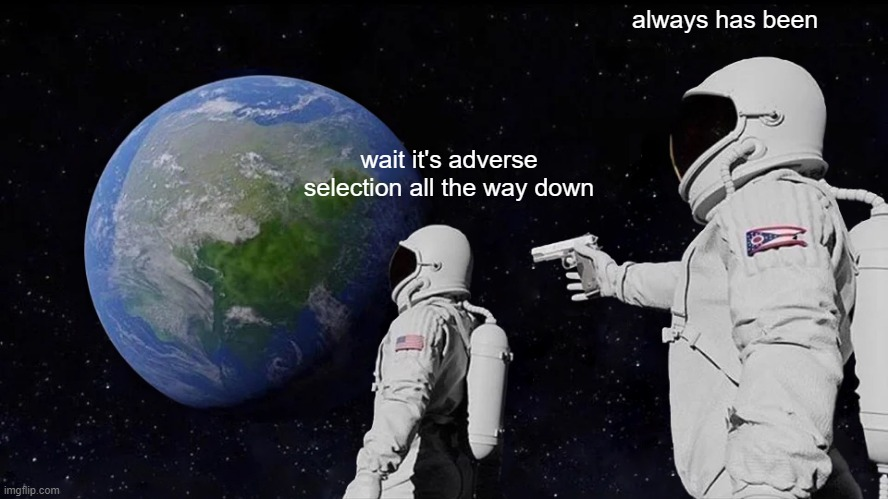 always has been
wait it's adverse
selection all the way down
imgflip.com